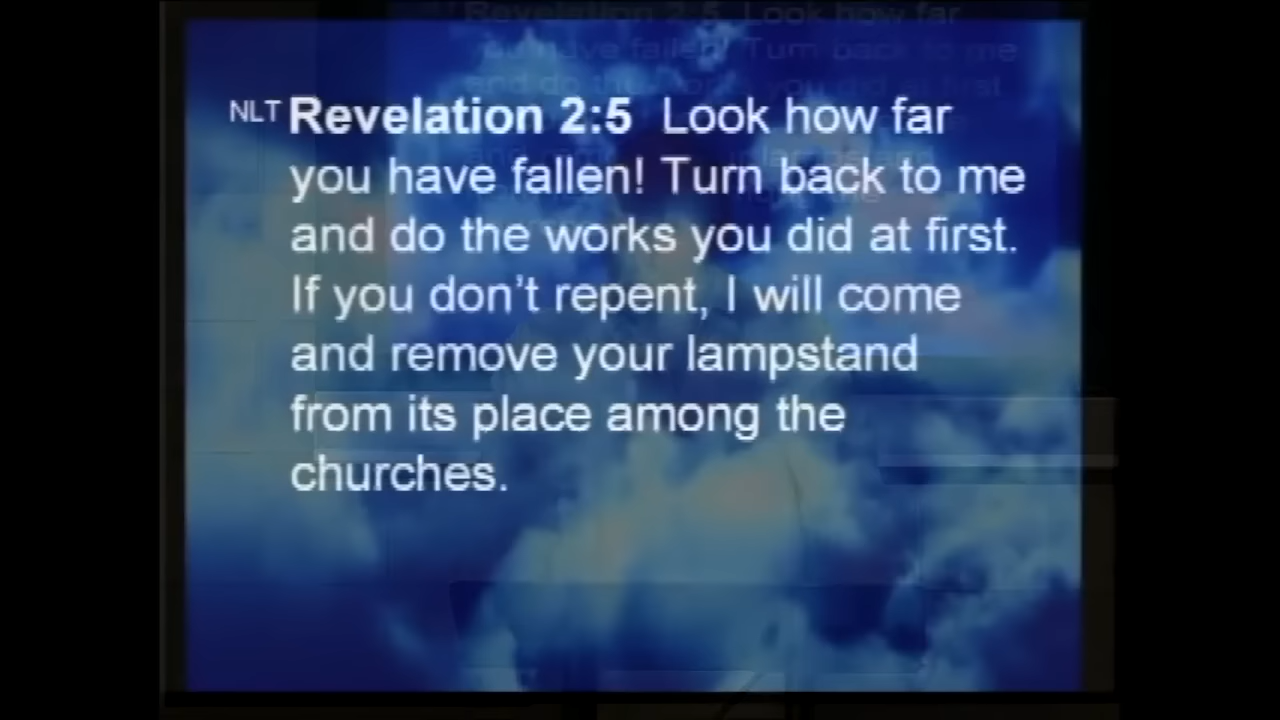 NLT Revelation 2:5 Look how far
you have fallen! Turn back to me
and do the works you did at first.
If you don’t repent, I will come
and remove your lampstand
from its place among the
churches.